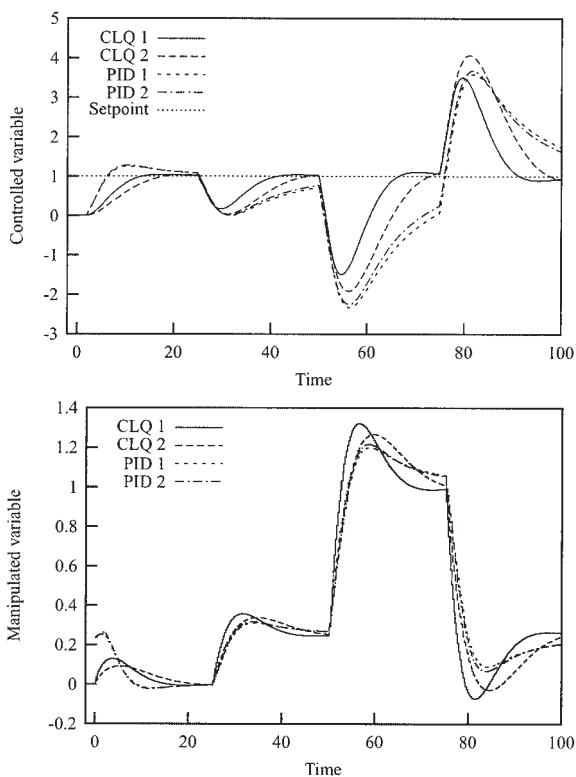 5
4
3
2
1
0
-1
-2
-3
Controlled variable
CLQ 1
CLQ 2
PID 1
PID 2
Setpoint
0 20 40 60 80 100
Time
1.4
1.2
1
0.8
0.6
0.4
0.2
0
-0.2
Manipulated variable
CLQ 1
CLQ 2
PID 1
PID 2
0 20 40 60 80 100
Time